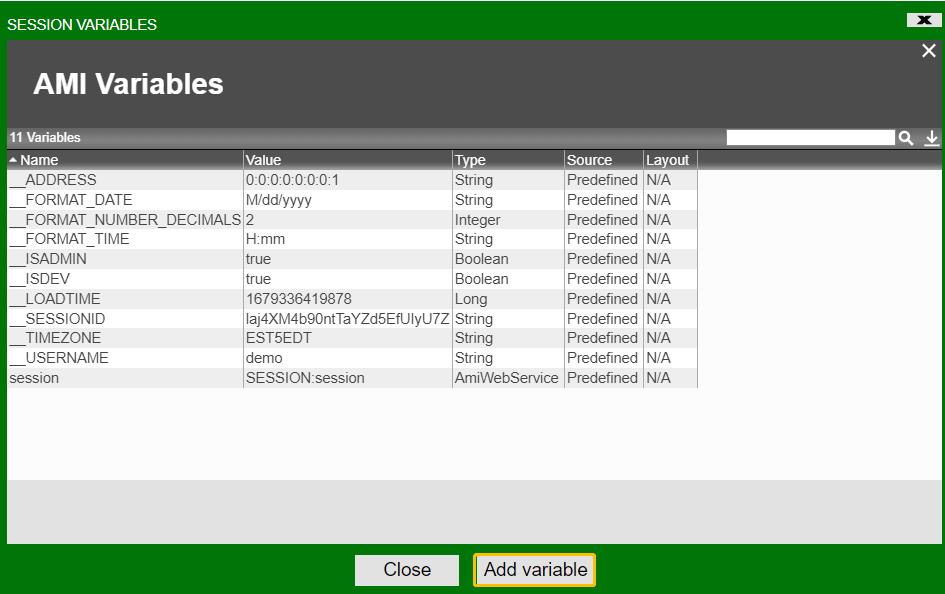 SESSION VARIABLES
AMI Variables
11 Variables
Name Value Type Source Layout
__ADDRESS 0:0:0:0:0:0:0:1 String Predefined N/A
__FORMAT_DATE M/dd/yyyy String Predefined N/A
__FORMAT_NUMBER_DECIMALS 2 Integer Predefined N/A
__FORMAT_TIME H:mm String Predefined N/A
__ISADMIN true Boolean Predefined N/A
__ISDEV true Boolean Predefined N/A
__LOADTIME 1679336419878 Long Predefined N/A
__SESSIONID laj4XM4b90ntTaYZd5EfUlyU7Z String Predefined N/A
__TIMEZONE EST5EDT String Predefined N/A
__USERNAME demo String Predefined N/A
session SESSION:session AmiWebService Predefined N/A
Close Add variable